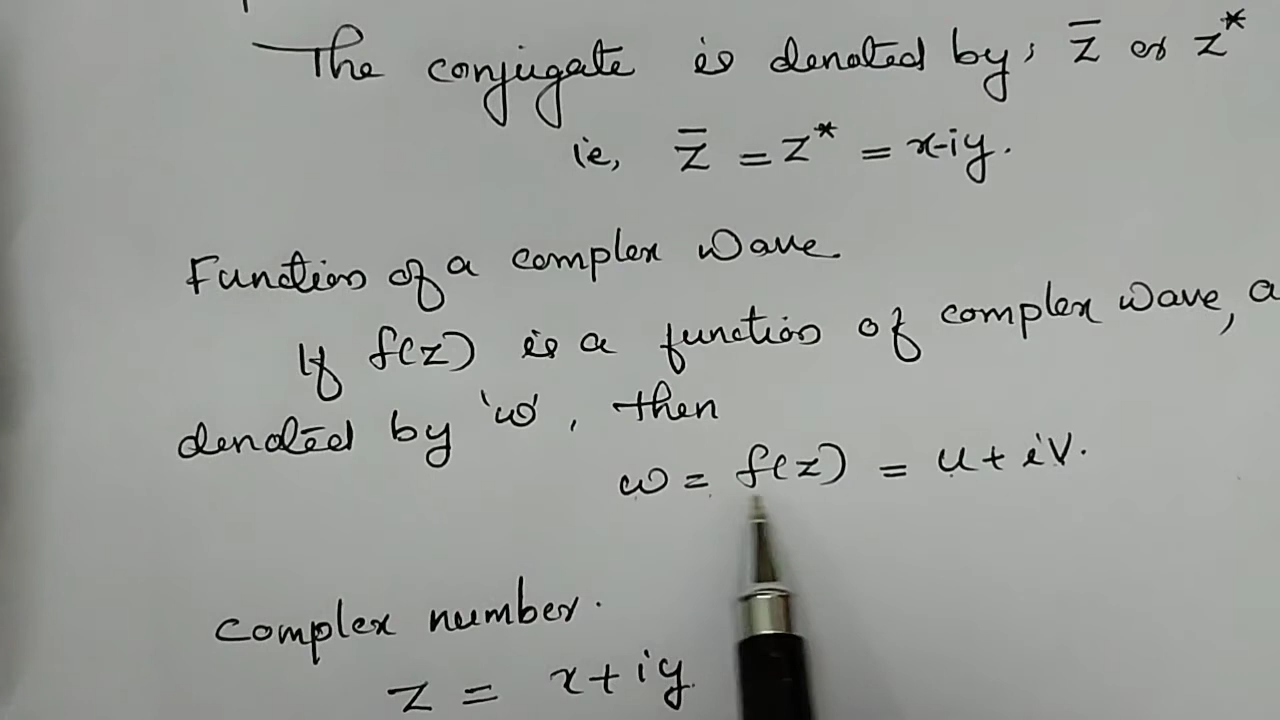 The conjugate is denoted by; z̄ or z*
ie, z̄ = z* = x-iy.
Function of a complex Wave
If f(z) is a function of complex Wave, a
denoted by 'w', then
w = f(z) = u + iV.
Complex number.
z = x + iy